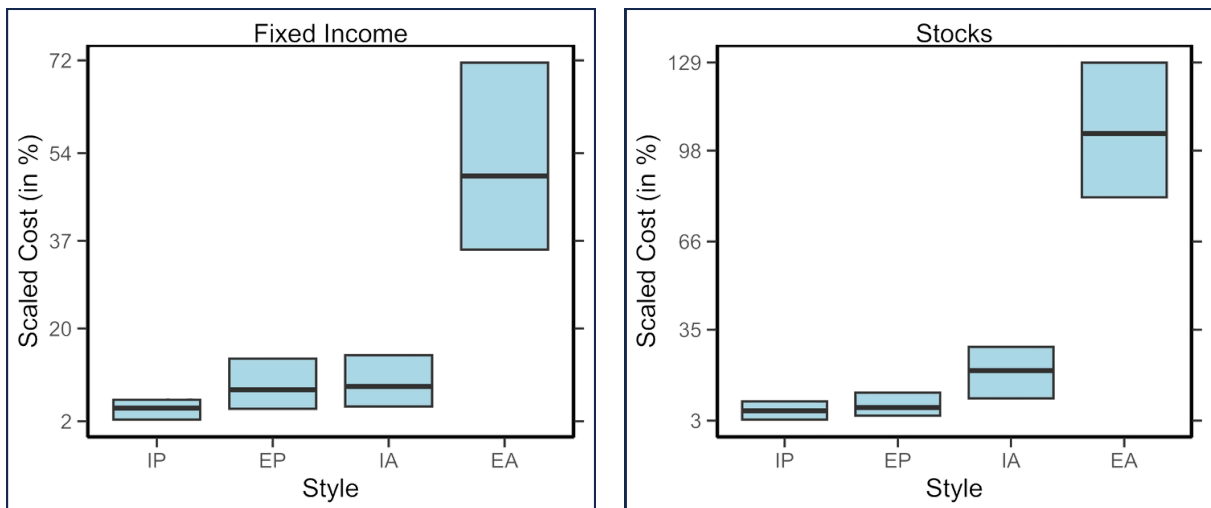 Fixed Income
Scaled Cost (in %)
72
54
37
20
2
IP EP IA EA
Style
Stocks
Scaled Cost (in %)
129
98
66
35
3
IP EP IA EA
Style